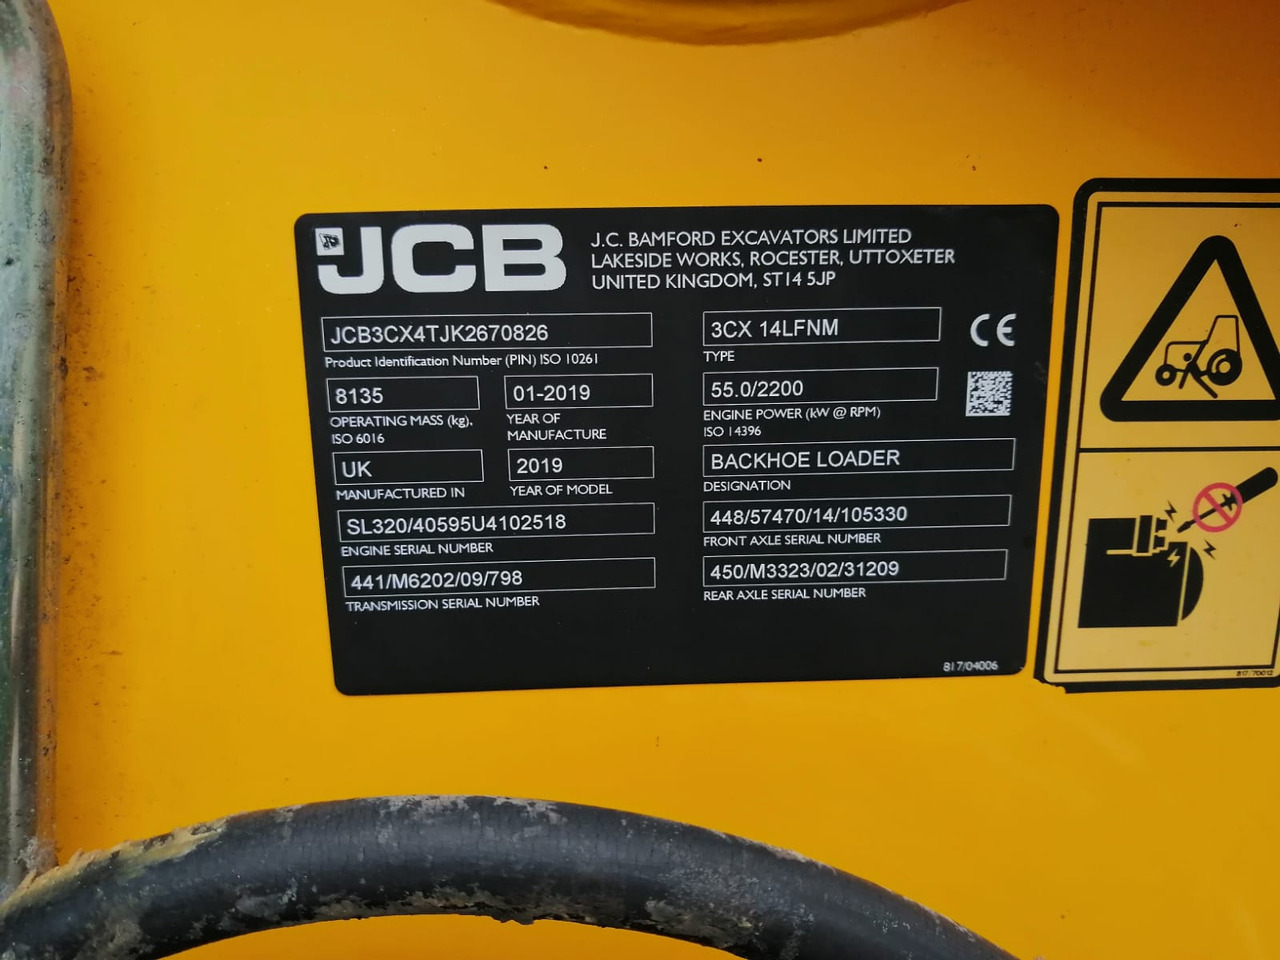 JCB
J.C. BAMFORD EXCAVATORS LIMITED
LAKESIDE WORKS, ROCESTER, UTTOXETER
UNITED KINGDOM, ST14 5JP
JCB3CX4TJK2670826
Product Identification Number (PIN) ISO 10261
8135
OPERATING MASS (kg),
ISO 6016
01-2019
YEAR OF
MANUFACTURE
UK
MANUFACTURED IN
2019
YEAR OF MODEL
SL320/40595U4102518
ENGINE SERIAL NUMBER
441/M6202/09/798
TRANSMISSION SERIAL NUMBER
3CX 14LFNM
TYPE
CE
55.0/2200
ENGINE POWER (kW @ RPM)
ISO 14396
BACKHOE LOADER
DESIGNATION
448/57470/14/105330
FRONT AXLE SERIAL NUMBER
450/M3323/02/31209
REAR AXLE SERIAL NUMBER
817/04006
817/70012